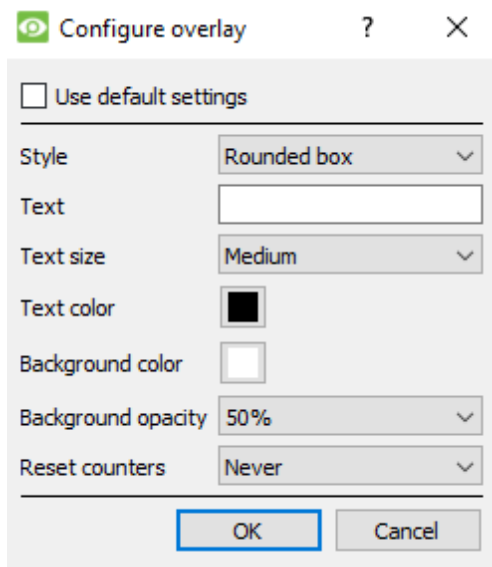 Configure overlay ?
Use default settings
Style Rounded box
Text
Text size Medium
Text color
Background color
Background opacity 50%
Reset counters Never
OK Cancel